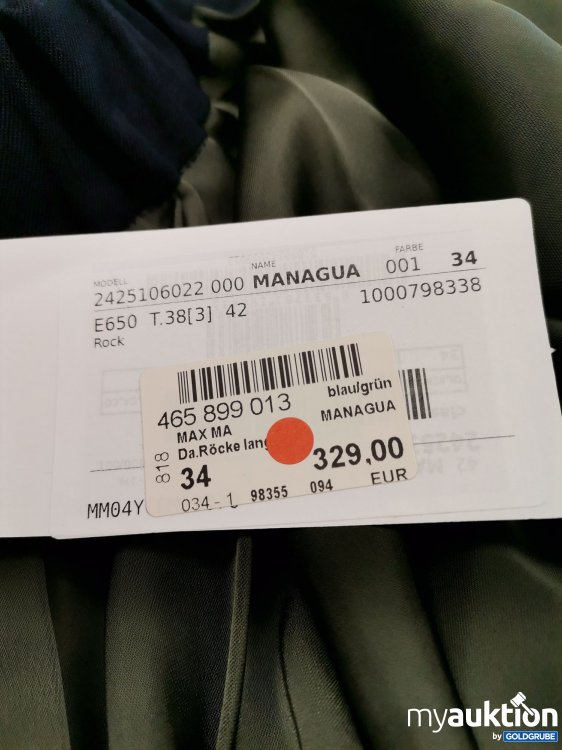 MODELL NAME FARBE
2425106022 000 MANAGUA 001 34
E650 T.38[3] 42 1000798338
Rock
465 899 013 blau/grün
MAX MA MANAGUA
Da.Röcke lang
818
34 329,00
034-1 98355 094 EUR
MM04Y
myauktion
by GOLDGRUBE